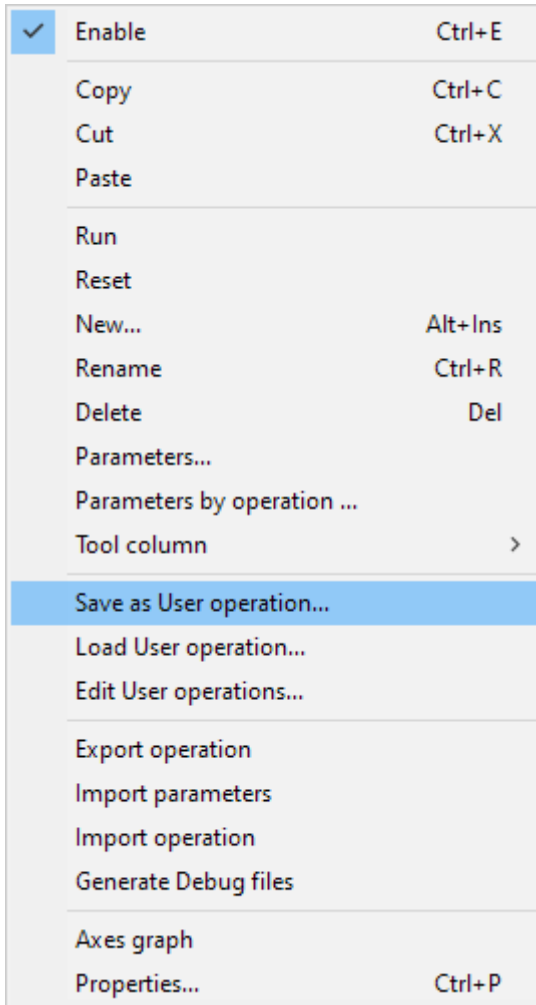 Enable Ctrl+E
Copy Ctrl+C
Cut Ctrl+X
Paste
Run
Reset
New... Alt+Ins
Rename Ctrl+R
Delete Del
Parameters...
Parameters by operation ...
Tool column
Save as User operation...
Load User operation...
Edit User operations...
Export operation
Import parameters
Import operation
Generate Debug files
Axes graph
Properties... Ctrl+P